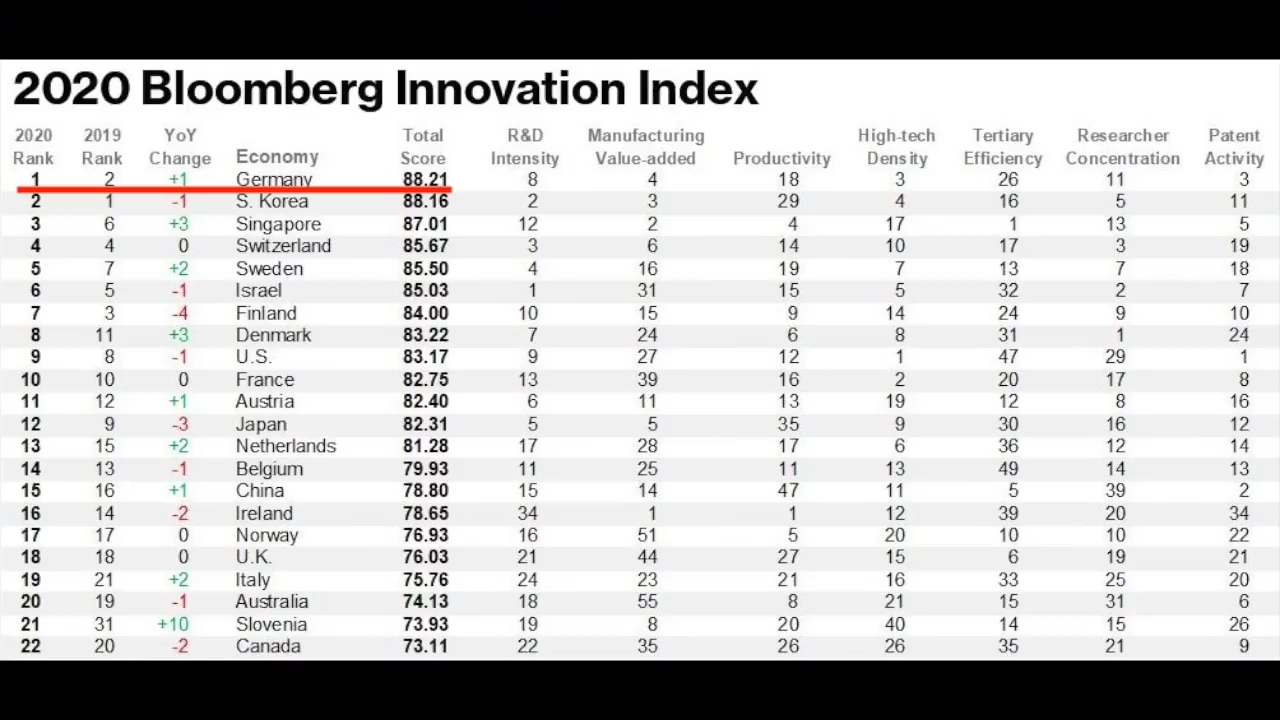 2020 Bloomberg Innovation Index
2020 2019 YoY Total R&D Manufacturing High-tech Tertiary Researcher Patent
Rank Rank Change Economy Score Intensity Value-added Productivity Density Efficiency Concentration Activity
1 2 +1 Germany 88.21 8 4 18 3 26 11 3
2 1 -1 S. Korea 88.16 2 3 29 4 16 5 11
3 6 +3 Singapore 87.01 12 2 4 17 1 13 5
4 4 0 Switzerland 85.67 3 6 14 10 17 3 19
5 7 +2 Sweden 85.50 4 16 19 7 13 7 18
6 5 -1 Israel 85.03 1 31 15 5 32 2 7
7 3 -4 Finland 84.00 10 15 9 14 24 9 10
8 11 +3 Denmark 83.22 7 24 6 8 31 1 24
9 8 -1 U.S. 83.17 9 27 12 1 47 29 1
10 10 0 France 82.75 13 39 16 2 20 17 8
11 12 +1 Austria 82.40 6 11 13 19 12 8 16
12 9 -3 Japan 82.31 5 5 35 9 30 16 12
13 15 +2 Netherlands 81.28 17 28 17 6 36 12 14
14 13 -1 Belgium 79.93 11 25 11 13 49 14 13
15 16 +1 China 78.80 15 14 47 11 5 39 2
16 14 -2 Ireland 78.65 34 1 1 12 39 20 34
17 17 0 Norway 76.93 16 51 5 20 10 10 22
18 18 0 U.K. 76.03 21 44 27 15 6 19 21
19 21 +2 Italy 75.76 24 23 21 16 33 25 20
20 19 -1 Australia 74.13 18 55 8 21 15 31 6
21 31 +10 Slovenia 73.93 19 8 20 40 14 15 26
22 20 -2 Canada 73.11 22 35 26 26 35 21 9